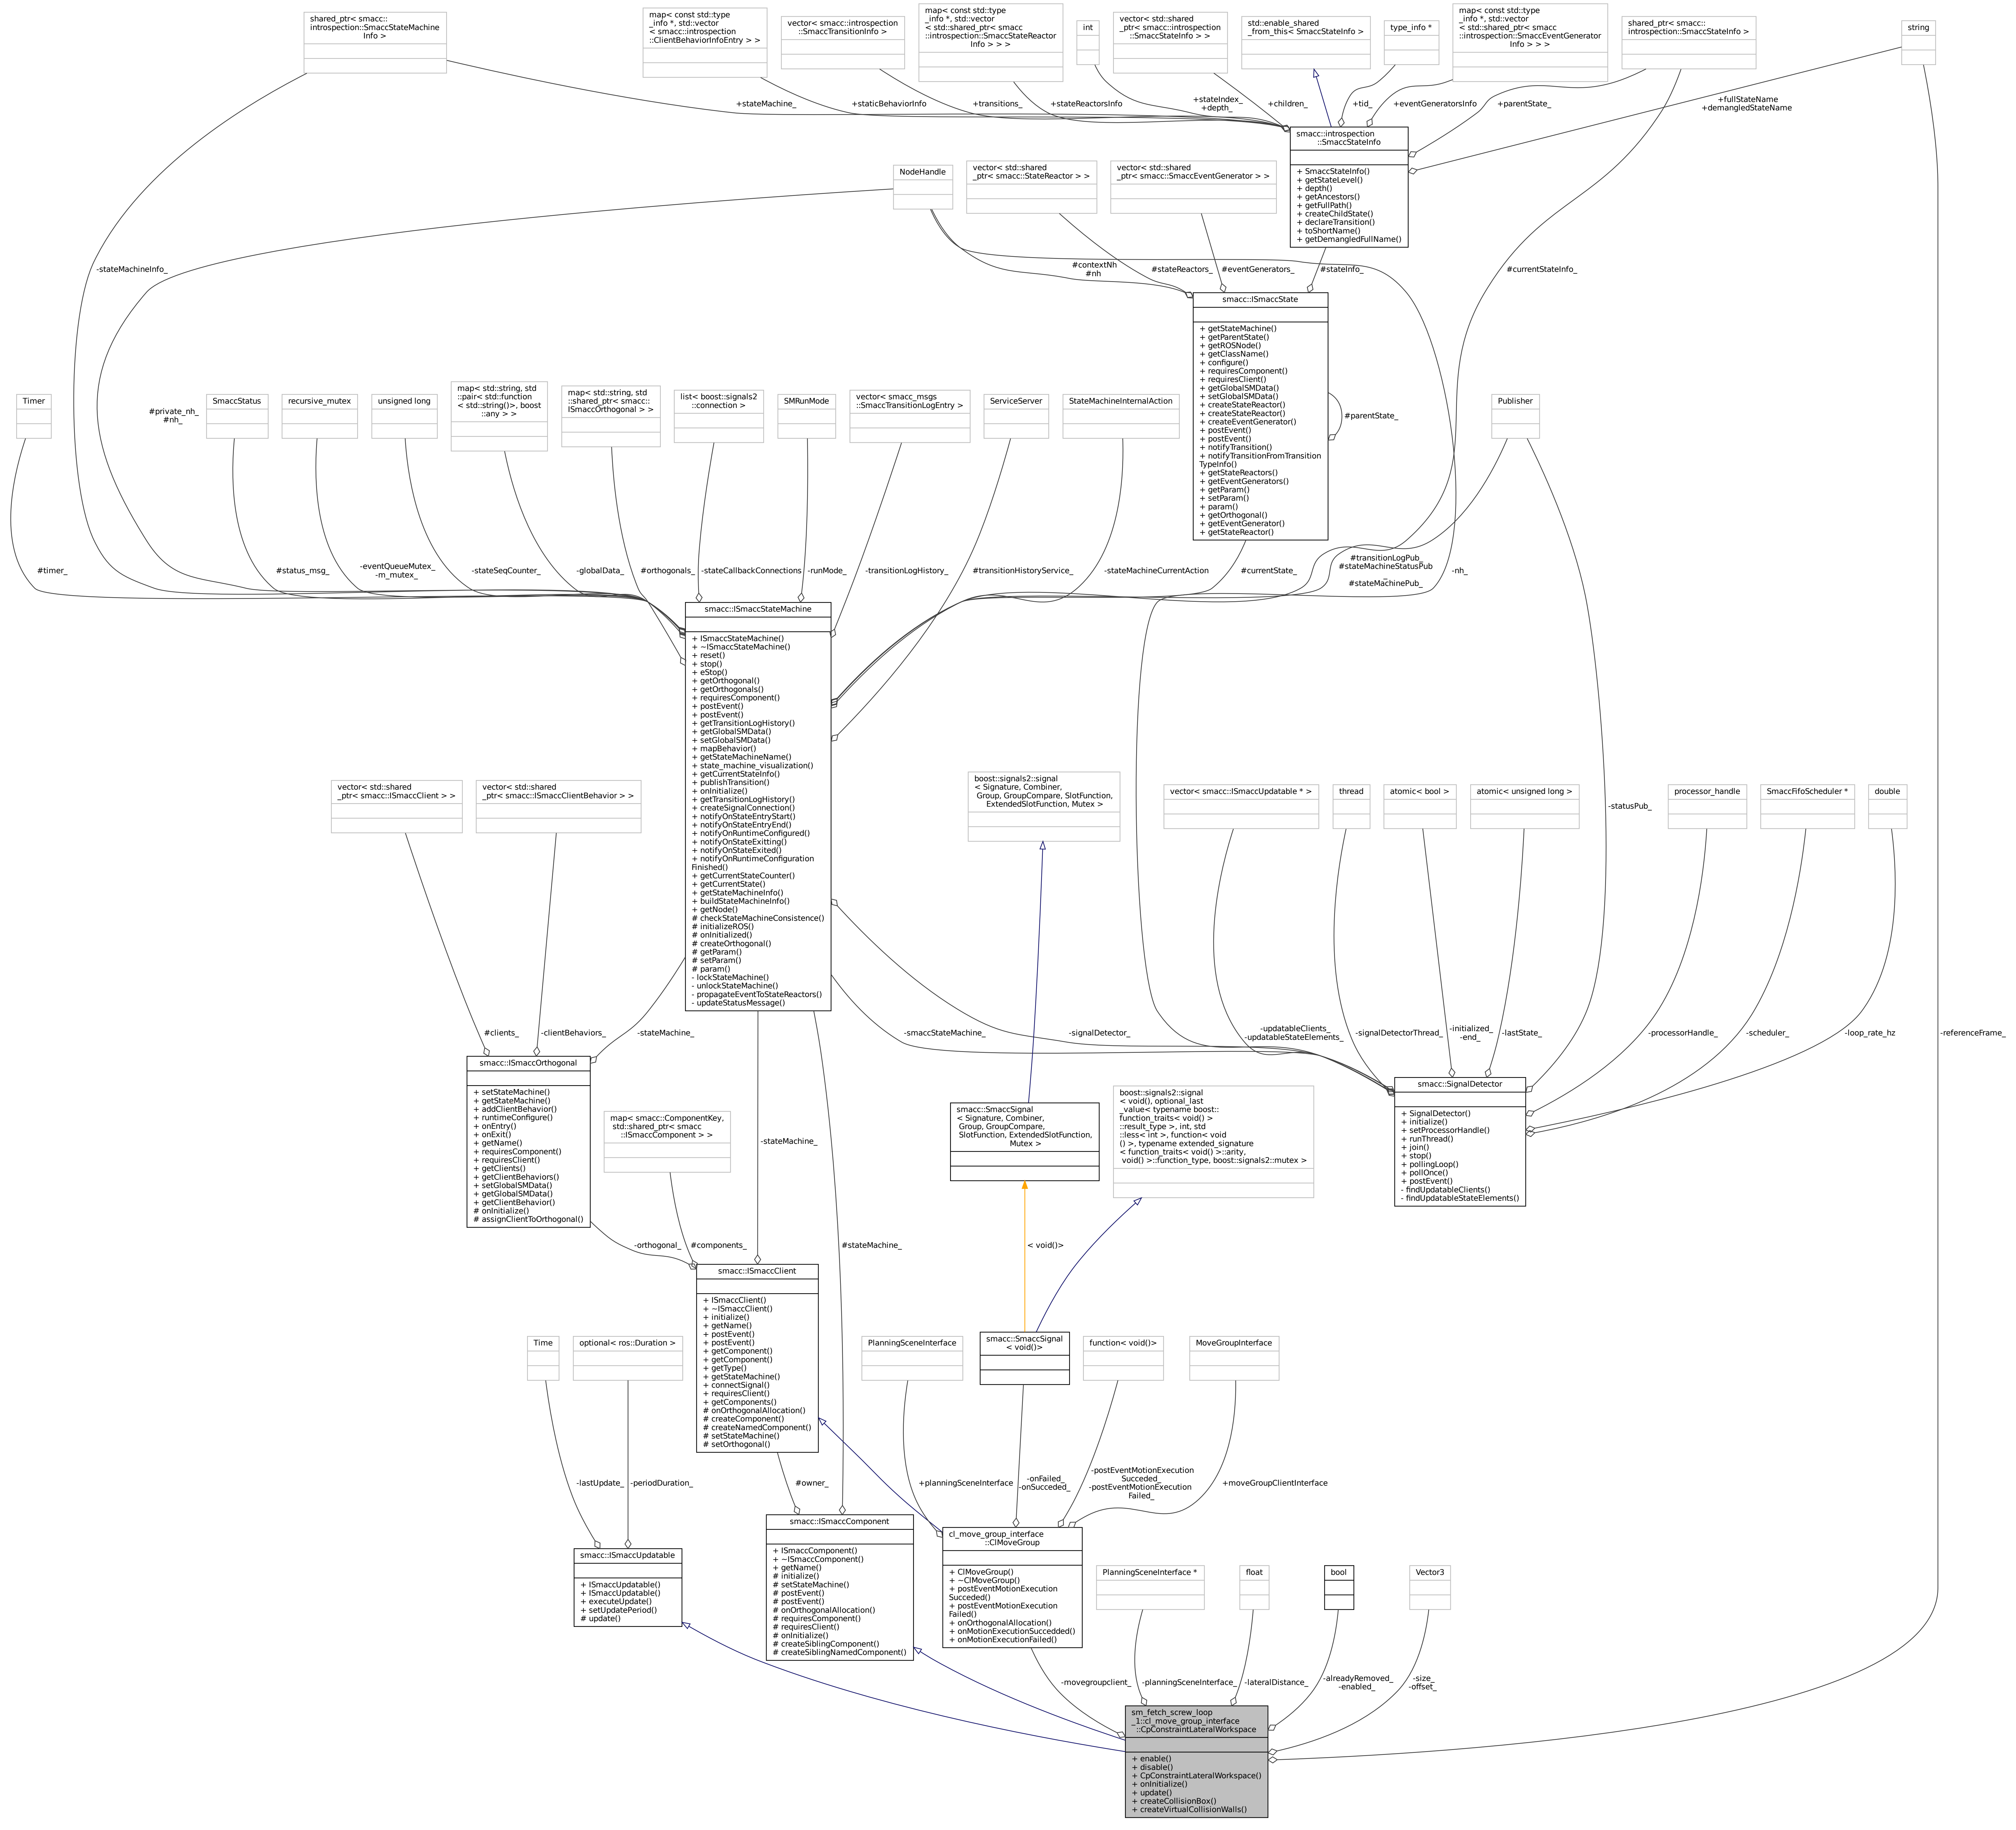 shared_ptr< smacc::
introspection::SmaccStateMachine
Info >
map< const std::type
_info *, std::vector
< smacc::introspection
::ClientBehaviorInfoEntry > >
vector< smacc::introspection
::SmaccTransitionInfo >
map< const std::type
_info *, std::vector
< std::shared_ptr< smacc
::introspection::SmaccStateReactor
Info > > >
int
vector< std::shared
_ptr< smacc::introspection
::SmaccStateInfo > >
std::enable_shared
_from_this< SmaccStateInfo >
type_info *
map< const std::type
_info *, std::vector
< std::shared_ptr< smacc
::introspection::SmaccEventGenerator
Info > > >
shared_ptr< smacc::
introspection::SmaccStateInfo >
string
+stateMachine_
+staticBehaviorInfo
+transitions_
+stateReactorsInfo
+stateIndex_
+depth_
+children_
+tid_
+eventGeneratorsInfo
+parentState_
+fullStateName
+demangledStateName
smacc::introspection
::SmaccStateInfo
+ SmaccStateInfo()
+ getStateLevel()
+ depth()
+ getAncestors()
+ getFullPath()
+ createChildState()
+ declareTransition()
+ toShortName()
+ getDemangledFullName()
NodeHandle
vector< std::shared
_ptr< smacc::StateReactor > >
vector< std::shared
_ptr< smacc::SmaccEventGenerator > >
-stateMachineInfo_
#contextNh
#nh
#stateReactors_
#eventGenerators_
#stateInfo_
#currentStateInfo_
smacc::ISmaccState
+ getStateMachine()
+ getParentState()
+ getROSNode()
+ getClassName()
+ configure()
+ requiresComponent()
+ requiresClient()
+ getGlobalSMData()
+ setGlobalSMData()
+ createStateReactor()
+ createStateReactor()
+ createEventGenerator()
+ postEvent()
+ postEvent()
+ notifyTransition()
+ notifyTransitionFromTransition
TypeInfo()
+ getStateReactors()
+ getEventGenerators()
+ getParam()
+ setParam()
+ param()
+ getOrthogonal()
+ getEventGenerator()
+ getStateReactor()
#parentState_
Timer
#private_nh_
#nh_
SmaccStatus
recursive_mutex
unsigned long
map< std::string, std
::pair< std::function
< std::string()>, boost
::any > >
map< std::string, std
::shared_ptr< smacc::
ISmaccOrthogonal > >
list< boost::signals2
::connection >
SMRunMode
vector< smacc_msgs
::SmaccTransitionLogEntry >
ServiceServer
StateMachineInternalAction
Publisher
#timer_
#status_msg_
-eventQueueMutex_
-m_mutex_
-stateSeqCounter_
-globalData_
#orthogonals_
-stateCallbackConnections
-runMode_
-transitionLogHistory_
#transitionHistoryService_
-stateMachineCurrentAction
#currentState_
#transitionLogPub_
#stateMachineStatusPub
_
#stateMachinePub_
-nh_
smacc::ISmaccStateMachine
+ ISmaccStateMachine()
+ ~ISmaccStateMachine()
+ reset()
+ stop()
+ eStop()
+ getOrthogonal()
+ getOrthogonals()
+ requiresComponent()
+ postEvent()
+ postEvent()
+ getTransitionLogHistory()
+ getGlobalSMData()
+ setGlobalSMData()
+ mapBehavior()
+ getStateMachineName()
+ state_machine_visualization()
+ getCurrentStateInfo()
+ publishTransition()
+ onInitialize()
+ getTransitionLogHistory()
+ createSignalConnection()
+ notifyOnStateEntryStart()
+ notifyOnStateEntryEnd()
+ notifyOnRuntimeConfigured()
+ notifyOnStateExitting()
+ notifyOnStateExited()
+ notifyOnRuntimeConfiguration
Finished()
+ getCurrentStateCounter()
+ getCurrentState()
+ getStateMachineInfo()
+ buildStateMachineInfo()
+ getNode()
# checkStateMachineConsistence()
# initializeROS()
# onInitialized()
# createOrthogonal()
# getParam()
# setParam()
# param()
- lockStateMachine()
- unlockStateMachine()
- propagateEventToStateReactors()
- updateStatusMessage()
vector< std::shared
_ptr< smacc::ISmaccClient > >
vector< std::shared
_ptr< smacc::ISmaccClientBehavior > >
boost::signals2::signal
< Signature, Combiner,
Group, GroupCompare, SlotFunction,
ExtendedSlotFunction, Mutex >
vector< smacc::ISmaccUpdatable * >
thread
atomic< bool >
atomic< unsigned long >
processor_handle
SmaccFifoScheduler *
double
-statusPub_
#clients_
-clientBehaviors_
-stateMachine_
-smaccStateMachine_
-signalDetector_
-updatableClients_
-updatableStateElements_
-signalDetectorThread_
-initialized_
-end_
-lastState_
-processorHandle_
-scheduler_
-loop_rate_hz
-referenceFrame_
smacc::ISmaccOrthogonal
+ setStateMachine()
+ getStateMachine()
+ addClientBehavior()
+ runtimeConfigure()
+ onEntry()
+ onExit()
+ getName()
+ requiresComponent()
+ requiresClient()
+ getClients()
+ getClientBehaviors()
+ setGlobalSMData()
+ getGlobalSMData()
+ getClientBehavior()
# onInitialize()
# assignClientToOrthogonal()
map< smacc::ComponentKey,
std::shared_ptr< smacc
::ISmaccComponent > >
-stateMachine_
smacc::SmaccSignal
< Signature, Combiner,
Group, GroupCompare,
SlotFunction, ExtendedSlotFunction,
Mutex >
boost::signals2::signal
< void(), optional_last
_value< typename boost::
function_traits< void() >
::result_type >, int, std
::less< int >, function< void
() >, typename extended_signature
< function_traits< void() >::arity,
void() >::function_type, boost::signals2::mutex >
smacc::SignalDetector
+ SignalDetector()
+ initialize()
+ setProcessorHandle()
+ runThread()
+ join()
+ stop()
+ pollingLoop()
+ pollOnce()
+ postEvent()
- findUpdatableClients()
- findUpdatableStateElements()
-orthogonal_
#components_
#stateMachine_
< void()>
smacc::ISmaccClient
+ ISmaccClient()
+ ~ISmaccClient()
+ initialize()
+ getName()
+ postEvent()
+ postEvent()
+ getComponent()
+ getComponent()
+ getType()
+ getStateMachine()
+ connectSignal()
+ requiresClient()
+ getComponents()
# onOrthogonalAllocation()
# createComponent()
# createNamedComponent()
# setStateMachine()
# setOrthogonal()
Time
optional< ros::Duration >
PlanningSceneInterface
smacc::SmaccSignal
< void()>
function< void()>
MoveGroupInterface
-lastUpdate_
-periodDuration_
#owner_
+planningSceneInterface
-onFailed_
-onSucceded_
-postEventMotionExecution
Succeded_
-postEventMotionExecution
Failed_
+moveGroupClientInterface
smacc::ISmaccUpdatable
+ ISmaccUpdatable()
+ ISmaccUpdatable()
+ executeUpdate()
+ setUpdatePeriod()
# update()
smacc::ISmaccComponent
+ ISmaccComponent()
+ ~ISmaccComponent()
+ getName()
# initialize()
# setStateMachine()
# postEvent()
# postEvent()
# onOrthogonalAllocation()
# requiresComponent()
# requiresClient()
# onInitialize()
# createSiblingComponent()
# createSiblingNamedComponent()
cl_move_group_interface
::ClMoveGroup
+ ClMoveGroup()
+ ~ClMoveGroup()
+ postEventMotionExecution
Succeded()
+ postEventMotionExecution
Failed()
+ onOrthogonalAllocation()
+ onMotionExecutionSuccedded()
+ onMotionExecutionFailed()
PlanningSceneInterface *
float
bool
Vector3
-movegroupclient_
-planningSceneInterface_
-lateralDistance_
-alreadyRemoved_
-enabled_
-size_
-offset_
sm_fetch_screw_loop
_1::cl_move_group_interface
::CpConstraintLateralWorkspace
+ enable()
+ disable()
+ CpConstraintLateralWorkspace()
+ onInitialize()
+ update()
+ createCollisionBox()
+ createVirtualCollisionWalls()